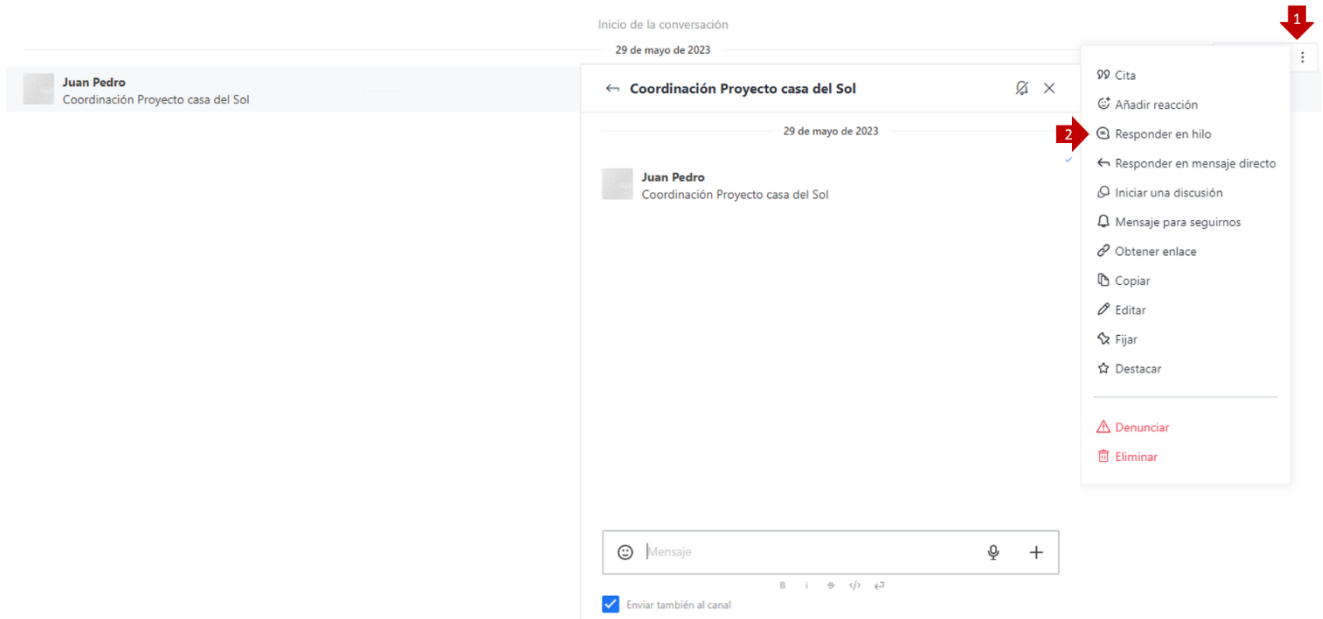 Inicio de la conversación
29 de mayo de 2023
Juan Pedro
Coordinación Proyecto casa del Sol
Coordinación Proyecto casa del Sol
29 de mayo de 2023
Juan Pedro
Coordinación Proyecto casa del Sol
Mensaje
B i S </>
Enviar también al canal
1
Cita
Añadir reacción
2
Responder en hilo
Responder en mensaje directo
Iniciar una discusión
Mensaje para seguirnos
Obtener enlace
Copiar
Editar
Fijar
Destacar
Denunciar
Eliminar